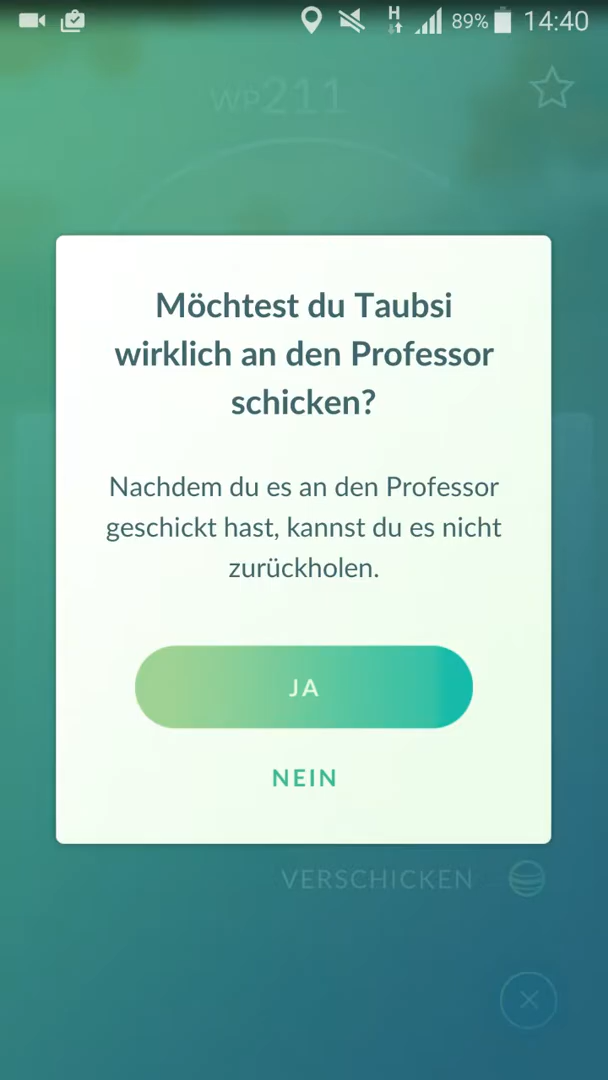 H 89% 14:40
WP211
Möchtest du Taubsi
wirklich an den Professor
schicken?
Nachdem du es an den Professor
geschickt hast, kannst du es nicht
zurückholen.
JA
NEIN
VERSCHICKEN